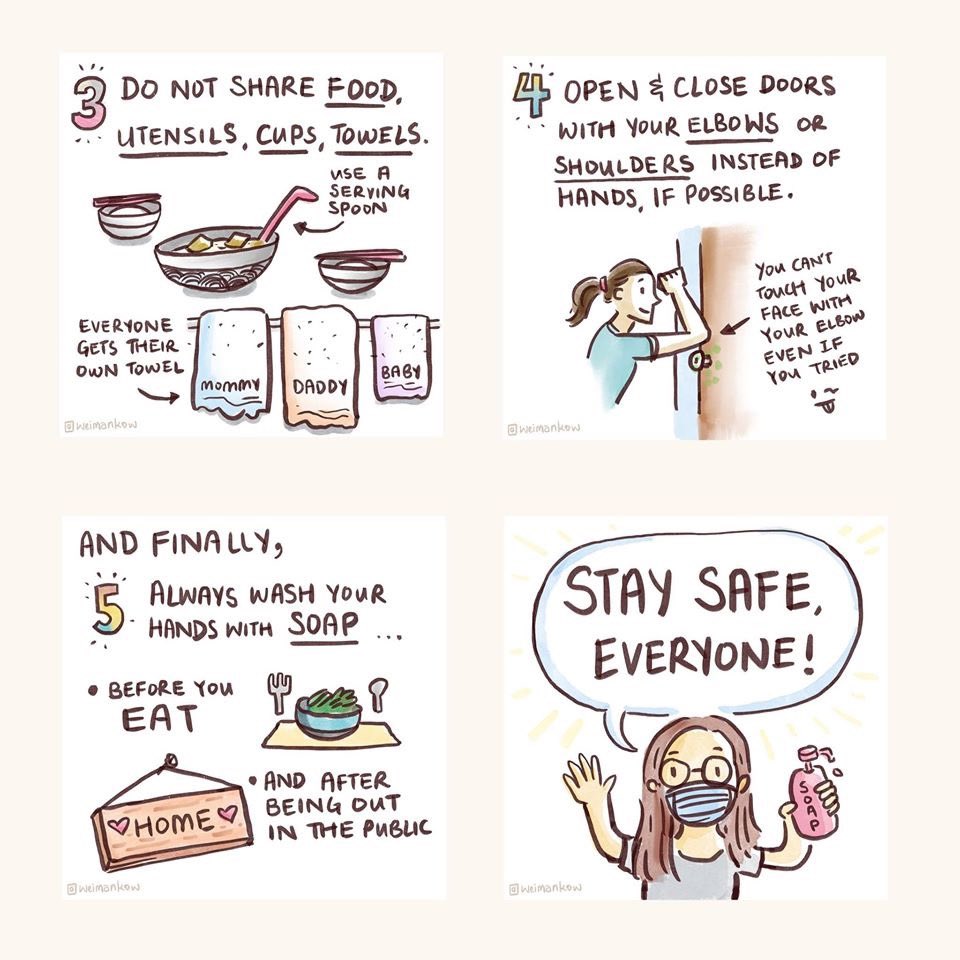 3 DO NOT SHARE FOOD,
UTENSILS, CUPS, TOWELS.
USE A
SERVING
SPOON
EVERYONE
GETS THEIR
OWN TOWEL
MOMMY
DADDY
BABY
@weimankow
4 OPEN & CLOSE DOORS
WITH YOUR ELBOWS OR
SHOULDERS INSTEAD OF
HANDS, IF POSSIBLE.
YOU CAN'T
TOUCH YOUR
FACE WITH
YOUR ELBOW
EVEN IF
YOU TRIED
@weimankow
AND FINALLY,
5 ALWAYS WASH YOUR
HANDS WITH SOAP ...
• BEFORE YOU
EAT
HOME
• AND AFTER
BEING OUT
IN THE PUBLIC
@weimankow
STAY SAFE,
EVERYONE!
SOAP
@weimankow